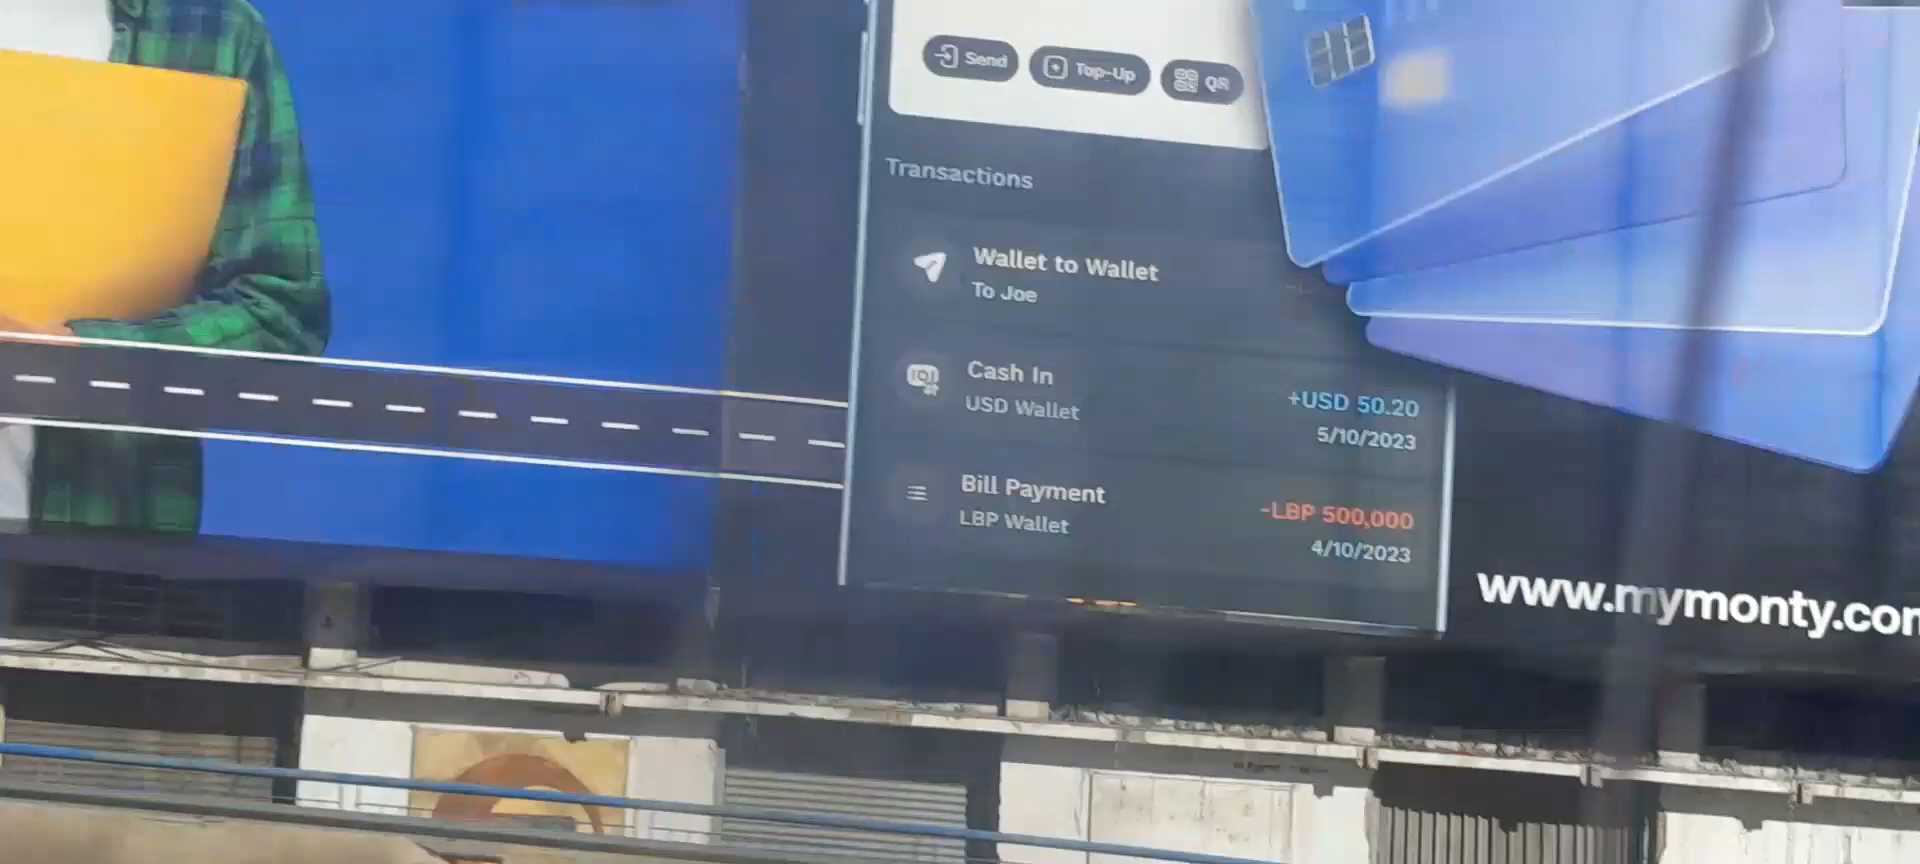 Send
Top-Up
QR
Transactions
Wallet to Wallet
To Joe
Cash In
+USD 50.20
USD Wallet
5/10/2023
Bill Payment
-LBP 500,000
LBP Wallet
4/10/2023
www.mymonty.com